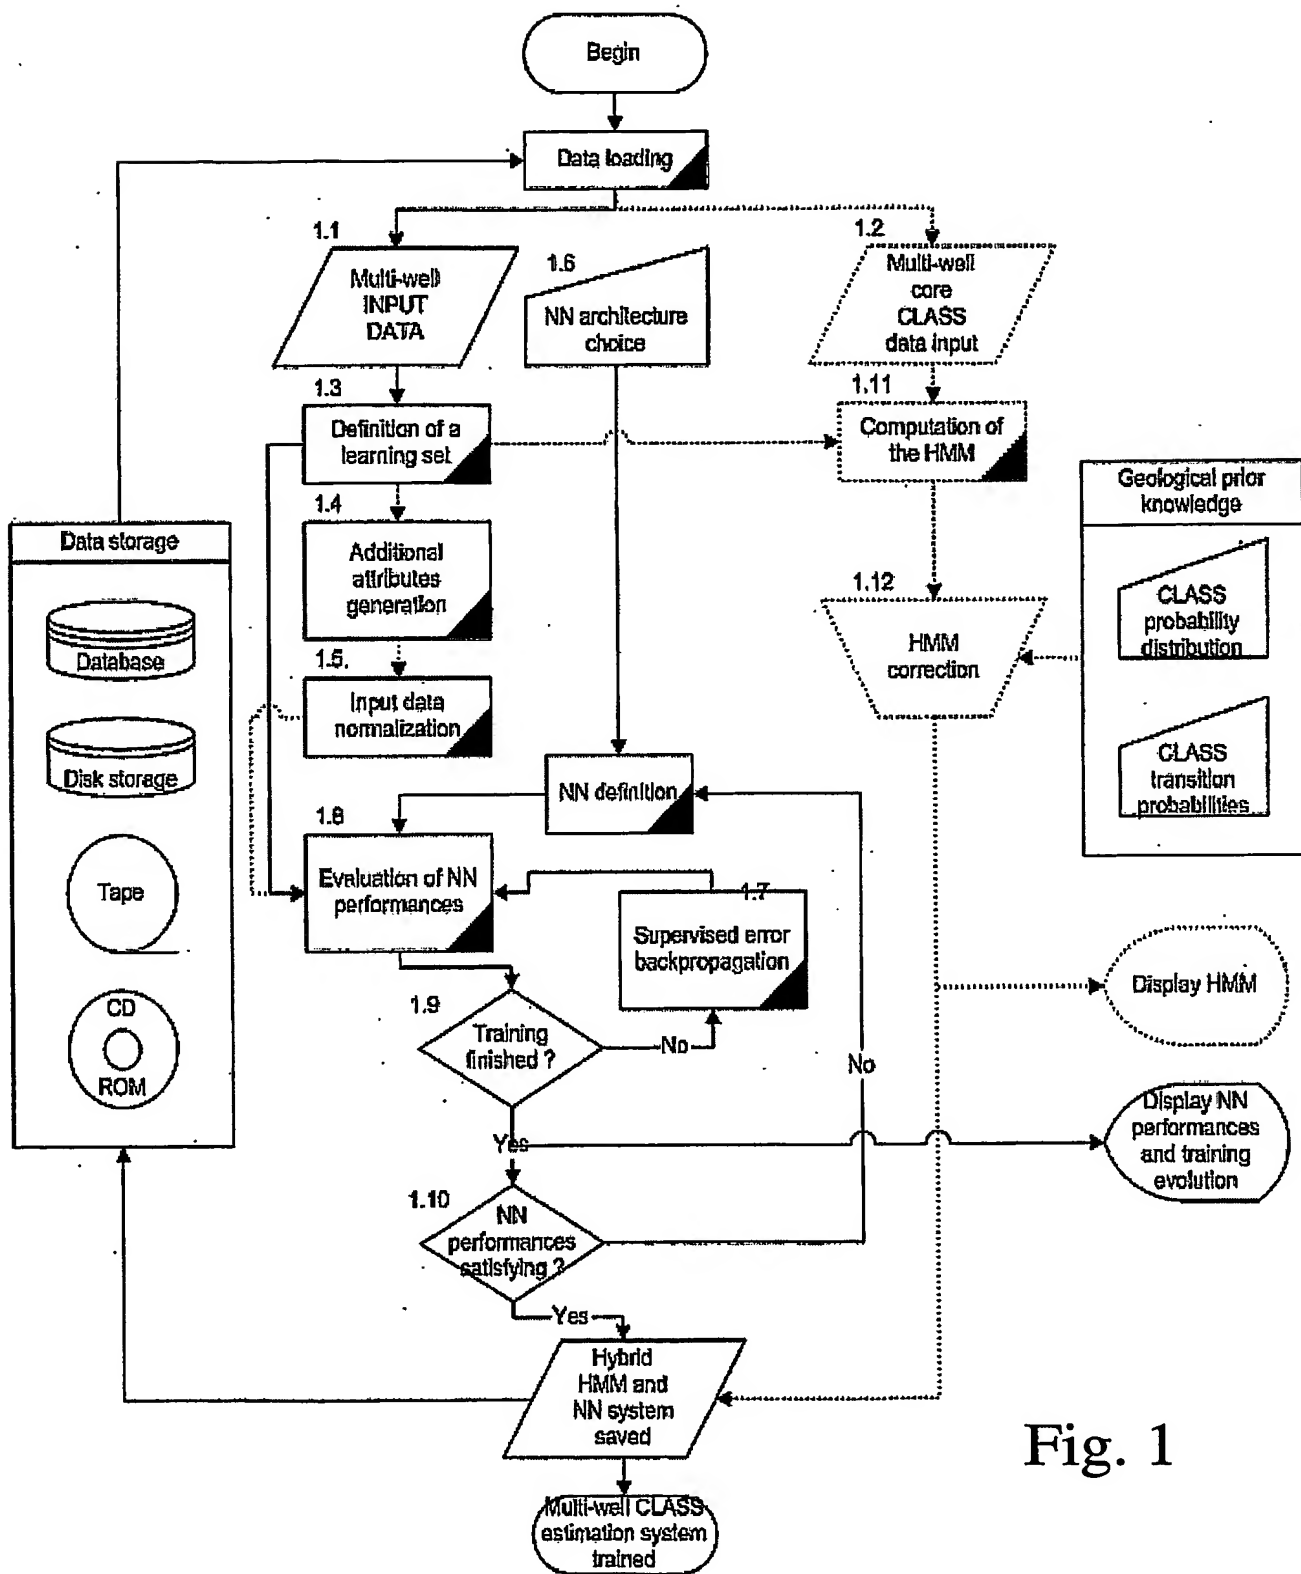 Begin
Data loading
1.1
Multi-well
INPUT
DATA
1.6
NN architecture
choice
1.2
Multi-well
core
CLASS
data input
1.3
Definition of a
learning set
1.11
Computation of
the HMM
Geological prior
knowledge
CLASS
probability
distribution
CLASS
transition
probabilities
1.4
Additional
attributes
generation
1.12
HMM
correction
Data storage
Database
Disk storage
Tape
CD
ROM
1.5.
Input data
normalization
NN definition
1.8
Evaluation of NN
performances
1.7
Supervised error
backpropagation
1.9
Training
finished ?
No
No
Display HMM
Yes
Display NN
performances
and training
evolution
1.10
NN
performances
satisfying ?
Yes
Hybrid
HMM and
NN system
saved
Multi-well CLASS
estimation system
trained
Fig. 1